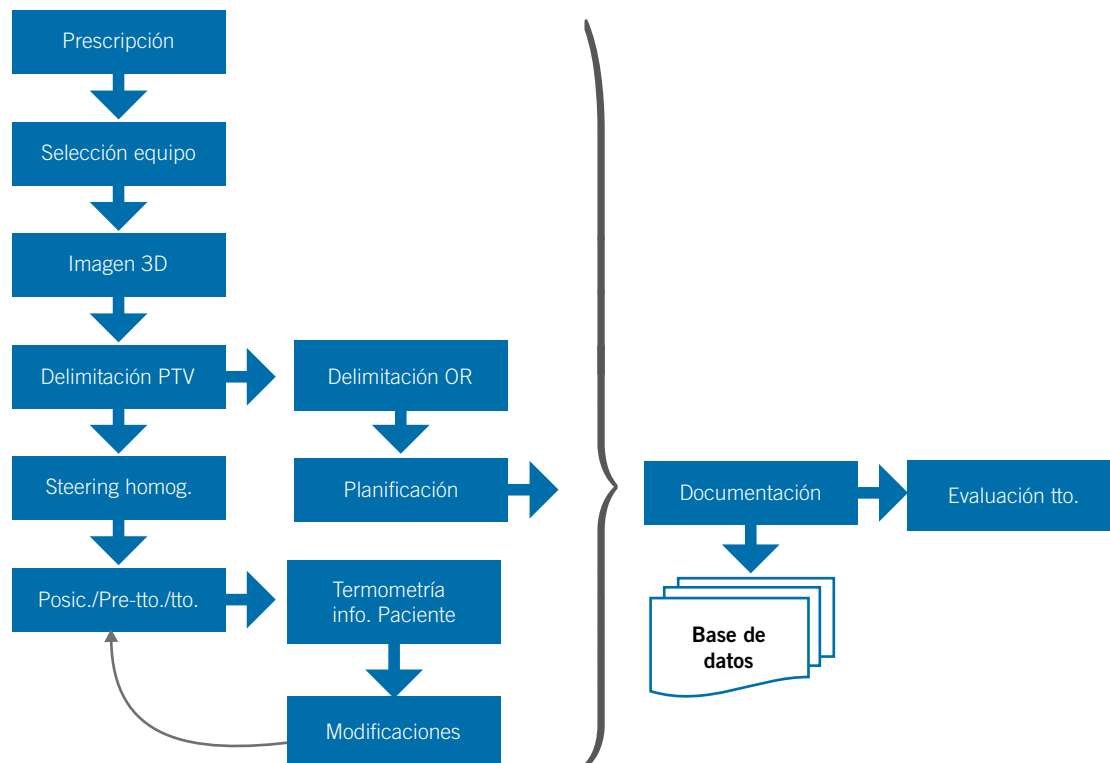 Prescripción
Selección equipo
Imagen 3D
Delimitación PTV
Delimitación OR
Steering homog.
Planificación
Documentación
Evaluación tto.
Posic./Pre-tto./tto.
Termometría
info. Paciente
Base de
datos
Modificaciones